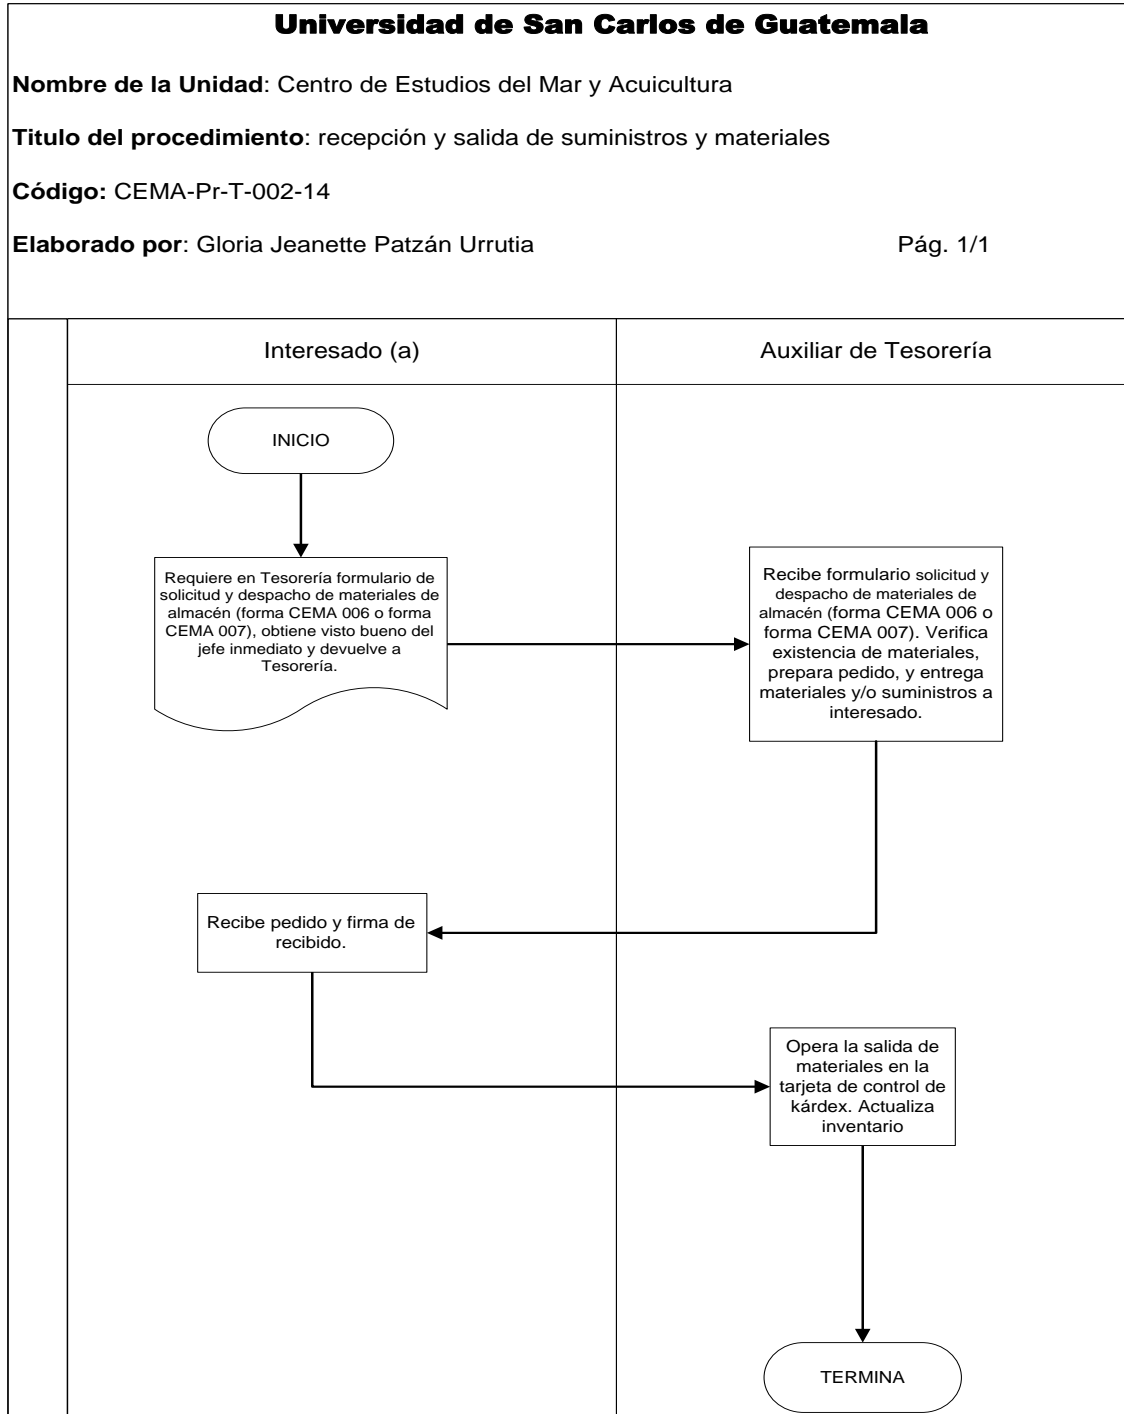 Universidad de San Carlos de Guatemala
Nombre de la Unidad: Centro de Estudios del Mar y Acuicultura
Titulo del procedimiento: recepción y salida de suministros y materiales
Código: CEMA-Pr-T-002-14
Elaborado por: Gloria Jeanette Patzán Urrutia Pág. 1/1
Interesado (a)
Auxiliar de Tesorería
INICIO
Requiere en Tesorería formulario de
solicitud y despacho de materiales de
almacén (forma CEMA 006 o forma
CEMA 007), obtiene visto bueno del
jefe inmediato y devuelve a
Tesorería.
Recibe formulario solicitud y
despacho de materiales de
almacén (forma CEMA 006 o
forma CEMA 007). Verifica
existencia de materiales,
prepara pedido, y entrega
materiales y/o suministros a
interesado.
Recibe pedido y firma de
recibido.
Opera la salida de
materiales en la
tarjeta de control de
kárdex. Actualiza
inventario
TERMINA